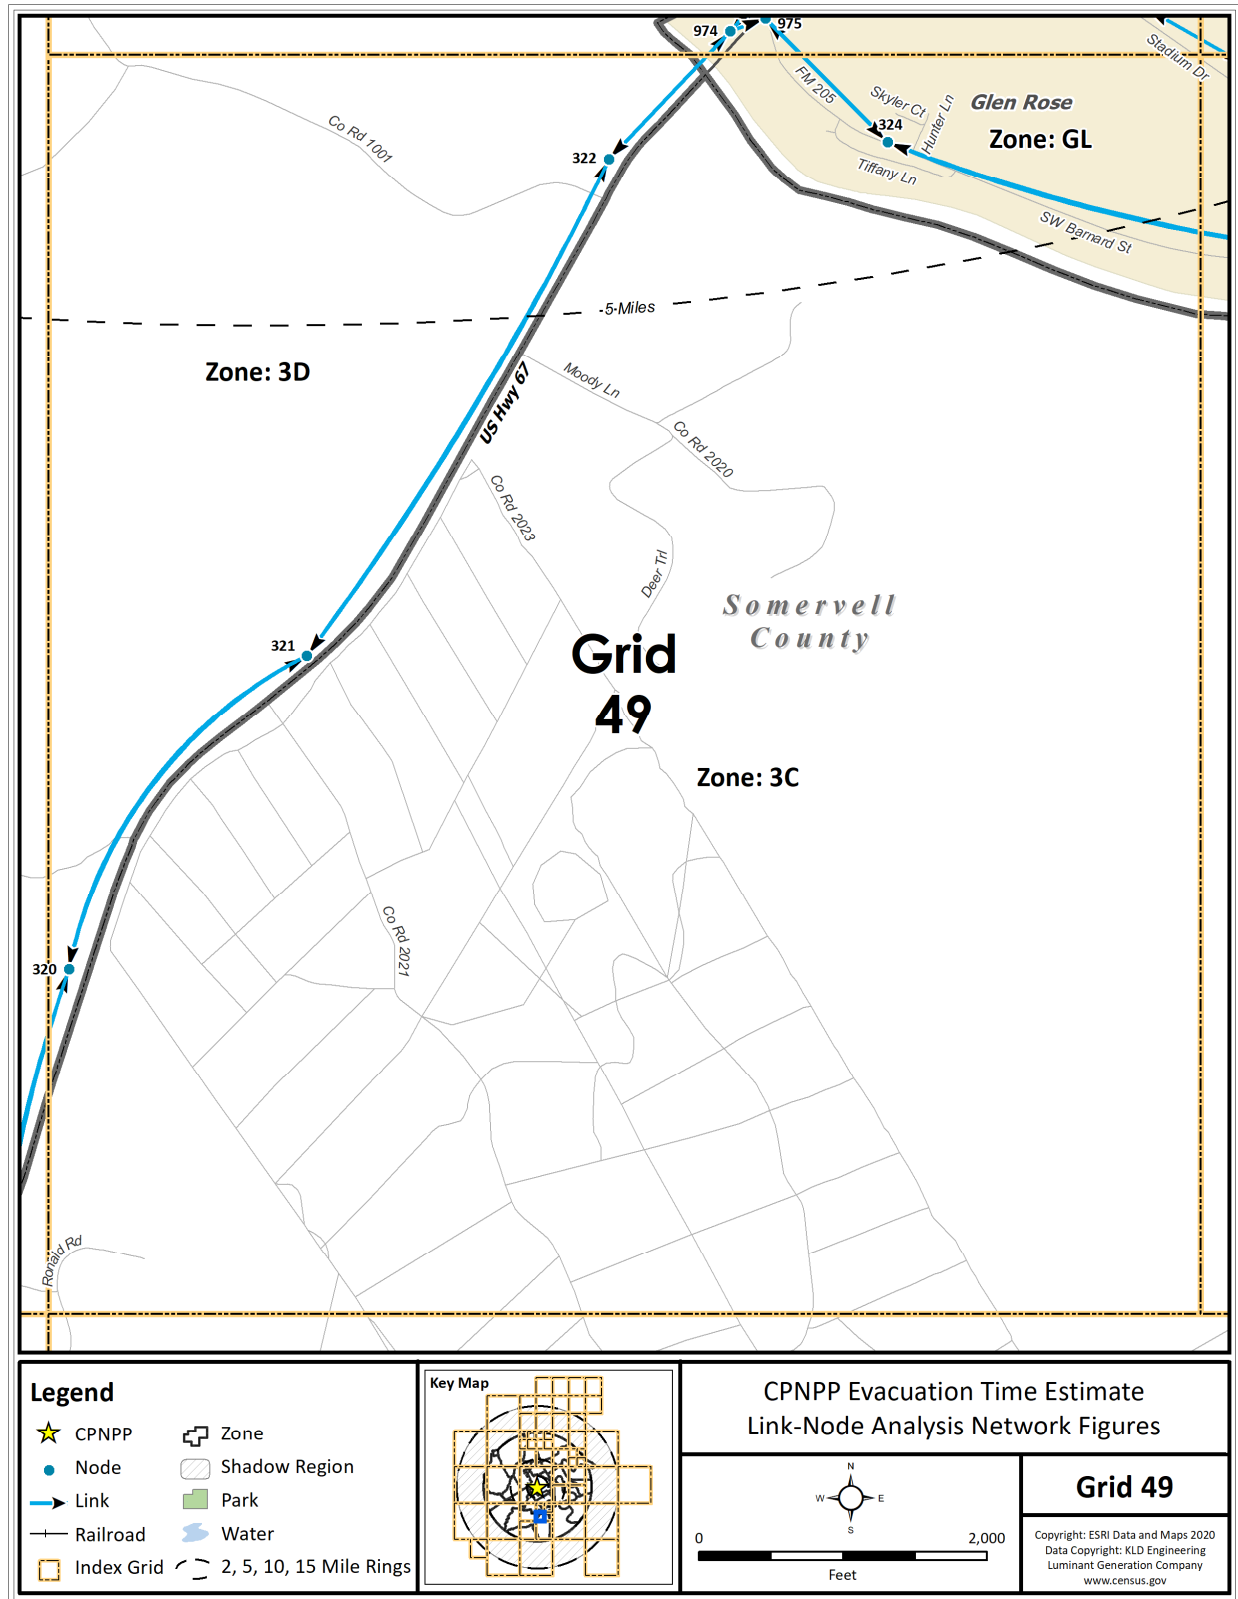 974
975
Stadium Dr
FM 205
Skyler Ct
Hunter Ln
Glen Rose
Zone: GL
324
Co Rd 1001
322
Tiffany Ln
SW Barnard St
5 Miles
Zone: 3D
US Hwy 67
Moody Ln
Co Rd 2020
Co Rd 2023
Deer Trl
Somervell
County
321
Grid
49
Zone: 3C
Co Rd 2021
320
Ronald Rd
Legend
CPNPP
Node
Link
Railroad
Index Grid
Zone
Shadow Region
Park
Water
2, 5, 10, 15 Mile Rings
Key Map
CPNPP Evacuation Time Estimate
Link-Node Analysis Network Figures
N
W
E
S
0
2,000
Feet
Grid 49
Copyright: ESRI Data and Maps 2020
Data Copyright: KLD Engineering
Luminant Generation Company
www.census.gov